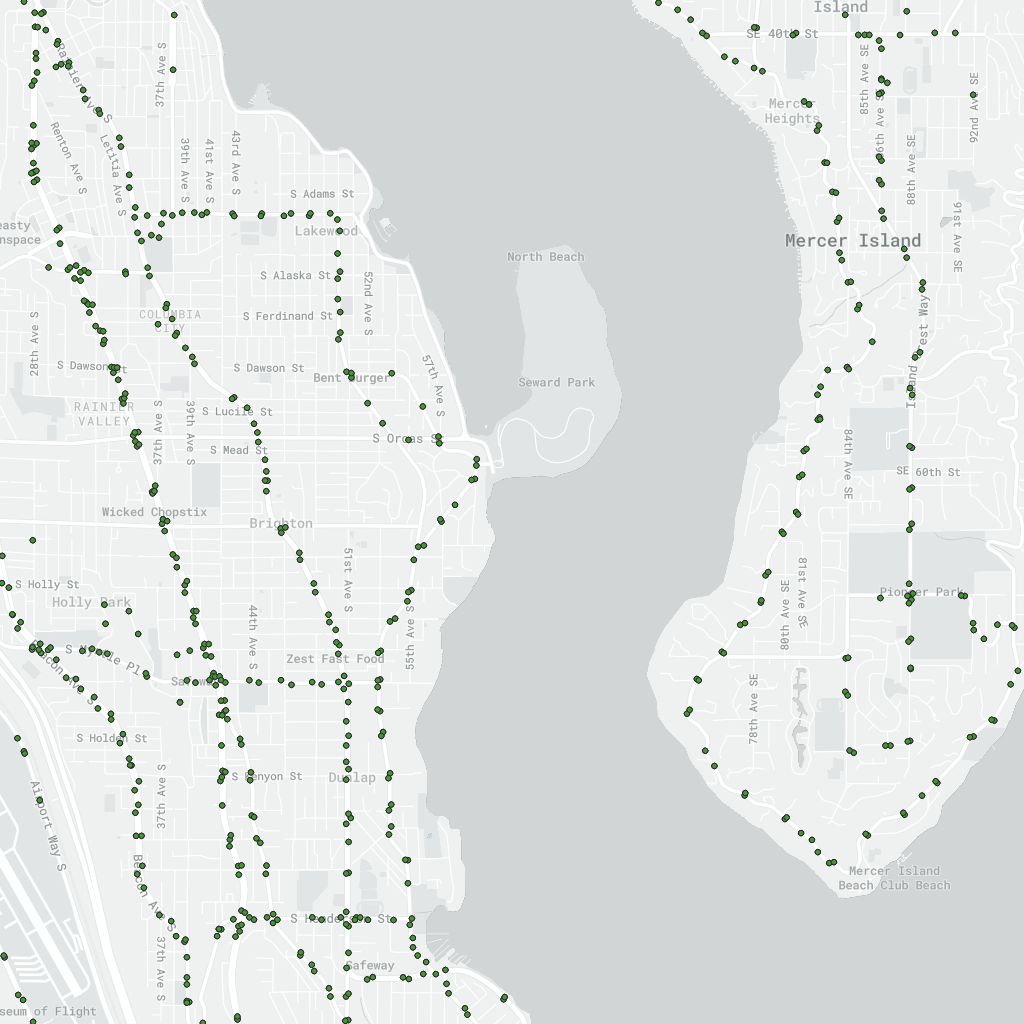 Island
SE 40th St
Rainier Ave S
37th Ave S
85th Ave SE
92nd Ave SE
Mercer
Heights
Renton Ave S
Letitia Ave S
39th Ave S
41st Ave S
43rd Ave S
88th Ave SE
S Adams St
91st Ave SE
Lakewood
Mercer Island
North Beach
S Alaska St
52nd Ave S
S Ferdinand St
COLUMBIA
CITY
28th Ave S
Island Crest Way
S Dawson St
S Dawson St
Bent Burger
57th Ave S
Seward Park
RAINIER
VALLEY
S Lucile St
37th Ave S
39th Ave S
S Orcas St
S Mead St
84th Ave SE
SE 60th St
Wicked Chopstix
Brighton
51st Ave S
81st Ave SE
80th Ave SE
S Holly St
Holly Park
Pioneer Park
44th Ave S
55th Ave S
S Myrtle Pl
Zest Fast Food
Beacon Ave S
Safeway
78th Ave SE
S Holden St
S Kenyon St
Dunlap
37th Ave S
Airport Way S
Beacon Ave S
Mercer Island
Beach Club Beach
S Henderson St
37th Ave S
Safeway
seum of Flight